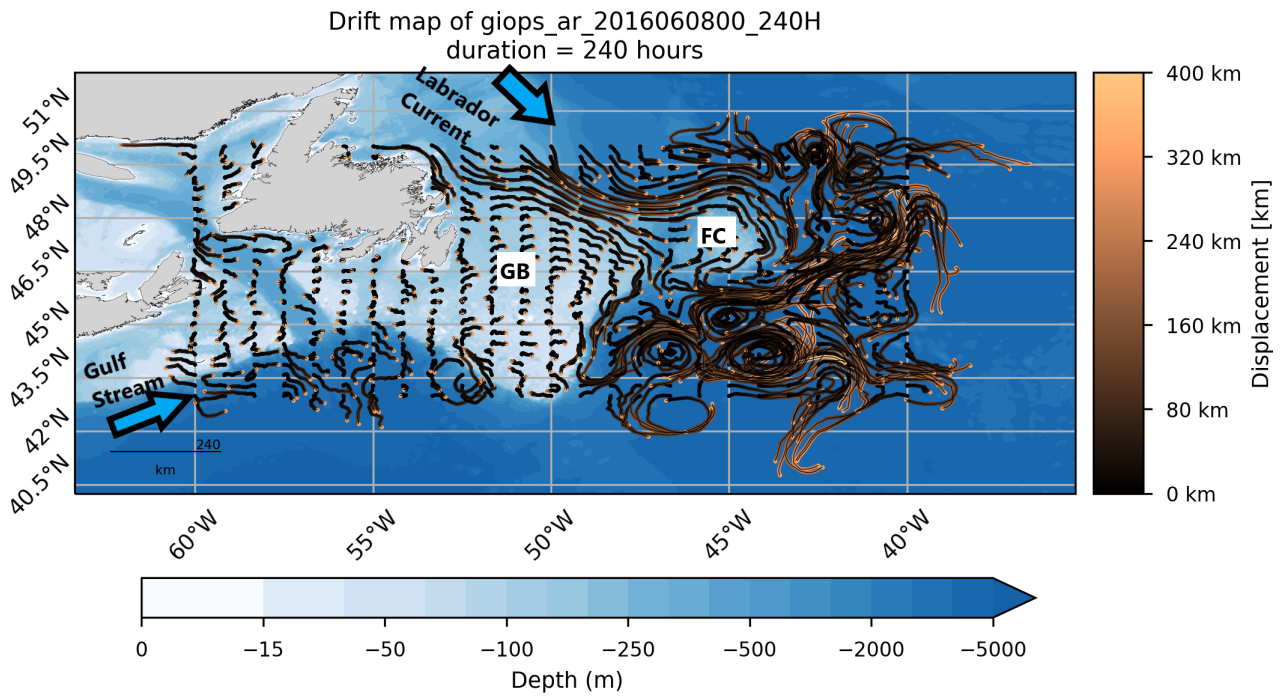 Drift map of giops_ar_2016060800_240H
duration = 240 hours
Labrador
Current
51°N
49.5°N
48°N
46.5°N
45°N
43.5°N
42°N
40.5°N
FC
GB
Gulf
Stream
240
km
60°W
55°W
50°W
45°W
40°W
400 km
320 km
240 km
160 km
80 km
0 km
Displacement [km]
0
−15
−50
−100
−250
−500
−2000
−5000
Depth (m)